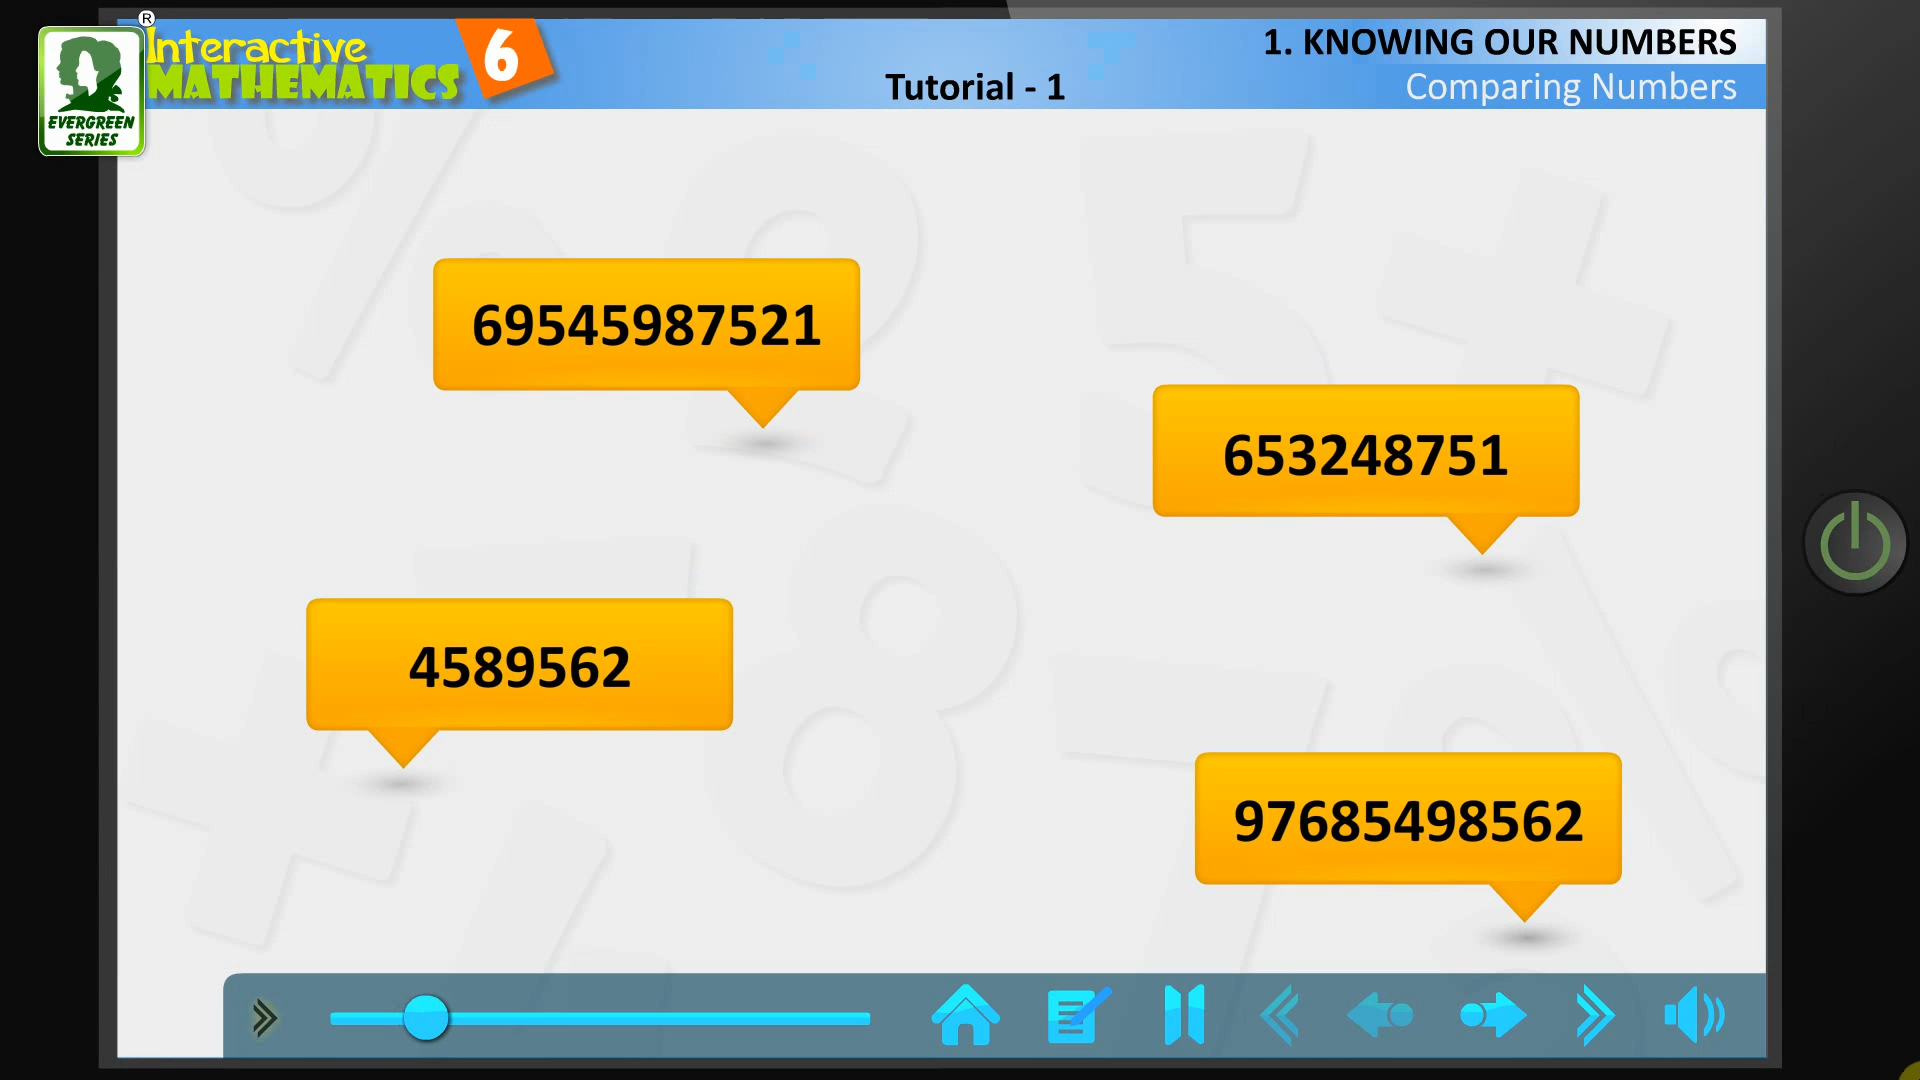 ®
Interactive
MATHEMATICS
6
EVERGREEN
SERIES
Tutorial - 1
1. KNOWING OUR NUMBERS
Comparing Numbers
69545987521
653248751
4589562
97685498562